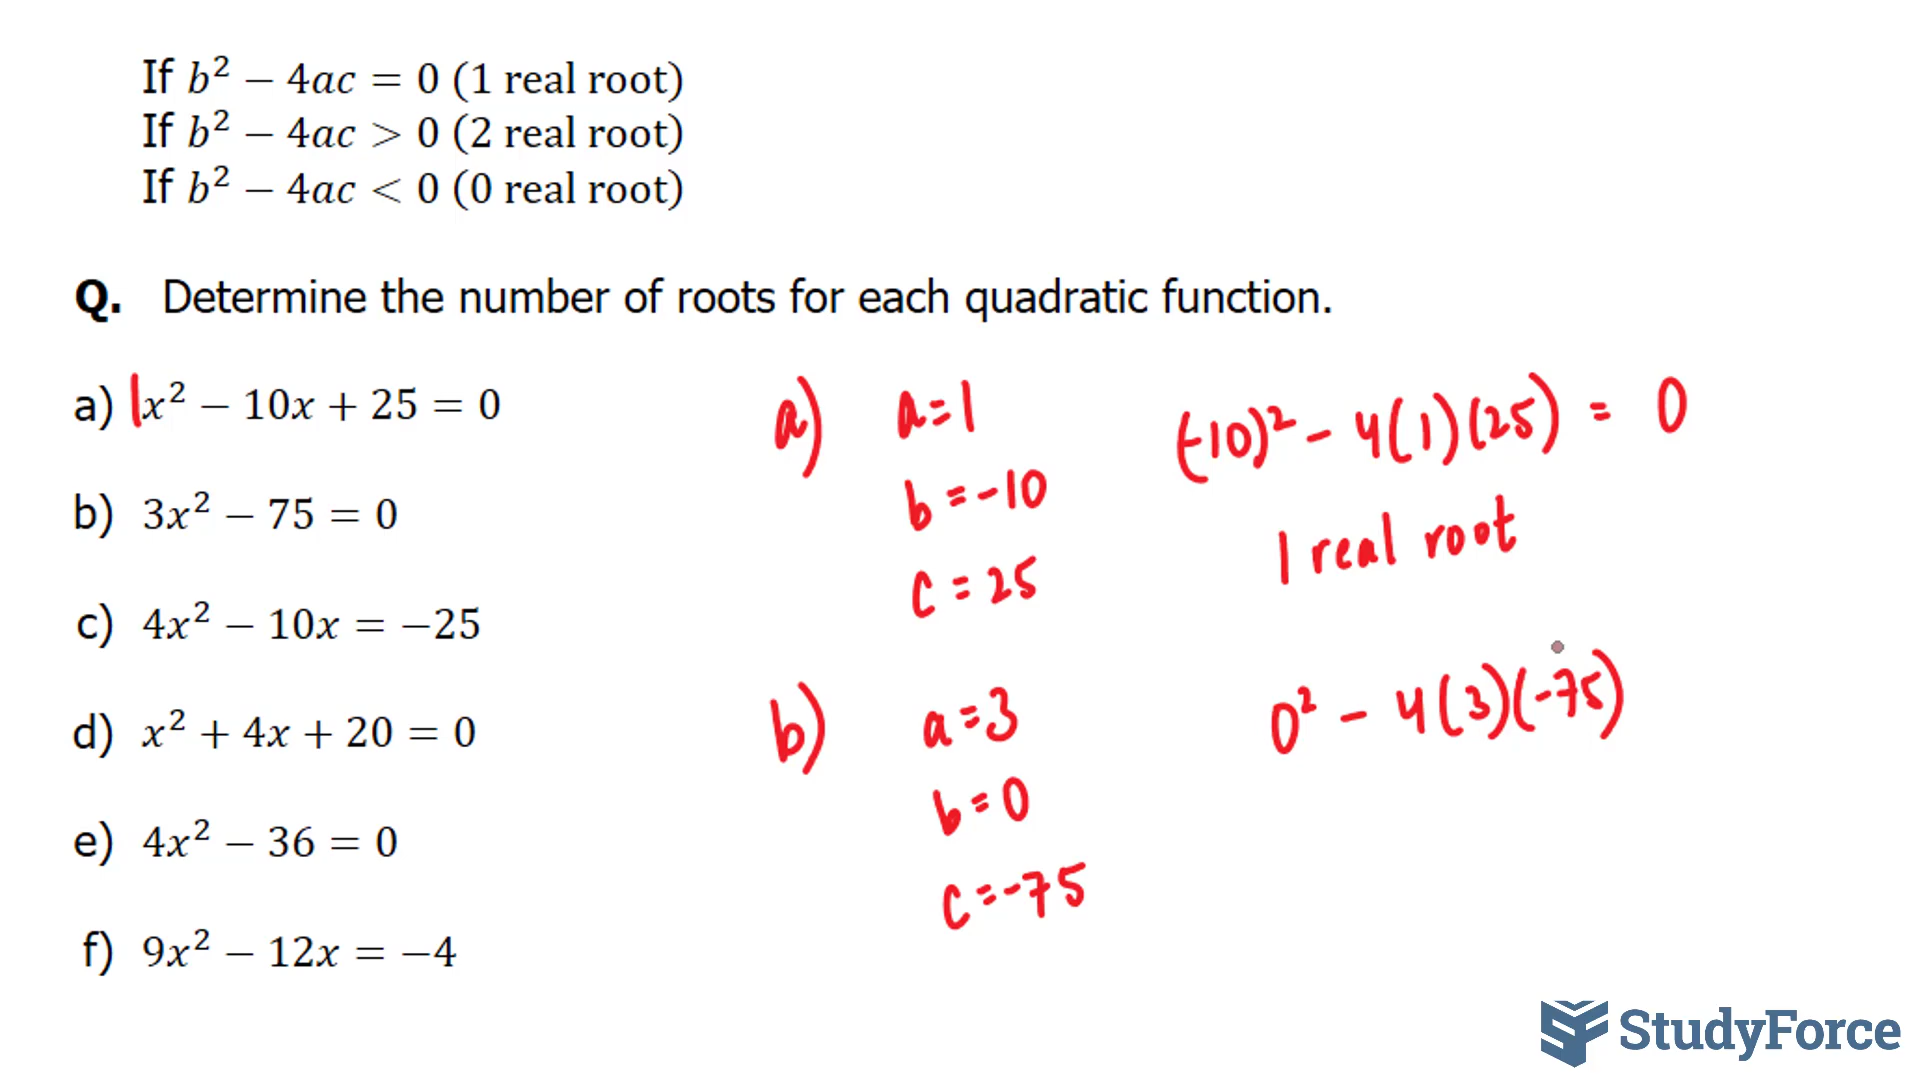 If b² − 4ac = 0 (1 real root)
If b² − 4ac > 0 (2 real root)
If b² − 4ac < 0 (0 real root)
Q. Determine the number of roots for each quadratic function.
a) 1x² − 10x + 25 = 0
b) 3x² − 75 = 0
c) 4x² − 10x = −25
d) x² + 4x + 20 = 0
e) 4x² − 36 = 0
f) 9x² − 12x = −4
a) a=1
b=-10
c=25
(-10)² - 4(1)(25) = 0
1 real root
b) a=3
b=0
c=-75
0² - 4(3)(-75)
StudyForce